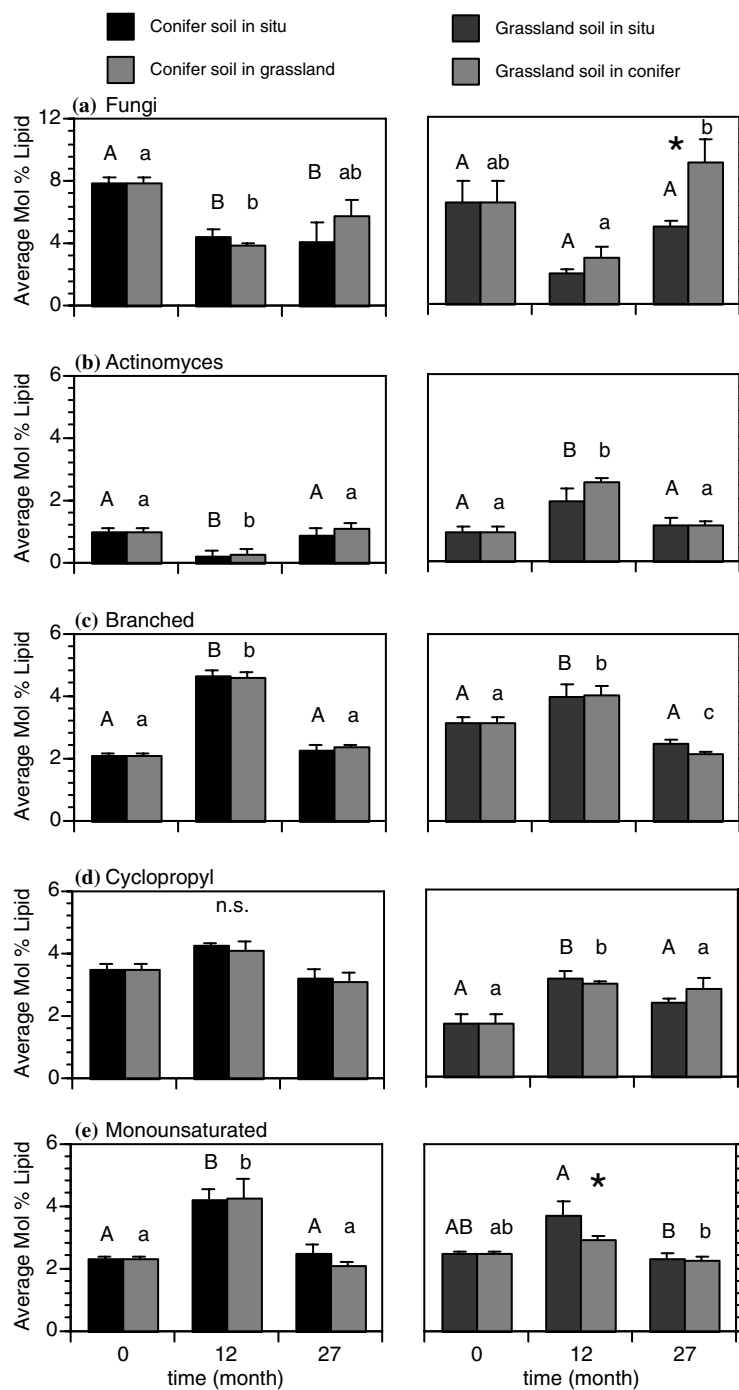 Conifer soil in situ
Conifer soil in grassland
Grassland soil in situ
Grassland soil in conifer
(a) Fungi
Average Mol % Lipid
12
8
4
0
A a B b B ab
A ab A a * A b
(b) Actinomyces
Average Mol % Lipid
6
4
2
0
A a B b A a
A a B b A a
(c) Branched
Average Mol % Lipid
6
4
2
0
A a B b A a
A a B b A c
(d) Cyclopropyl
Average Mol % Lipid
6
4
2
0
n.s.
A a B b A a
(e) Monounsaturated
Average Mol % Lipid
6
4
2
0
A a B b A a
AB ab A * B b
0 12 27
time (month)
0 12 27
time (month)